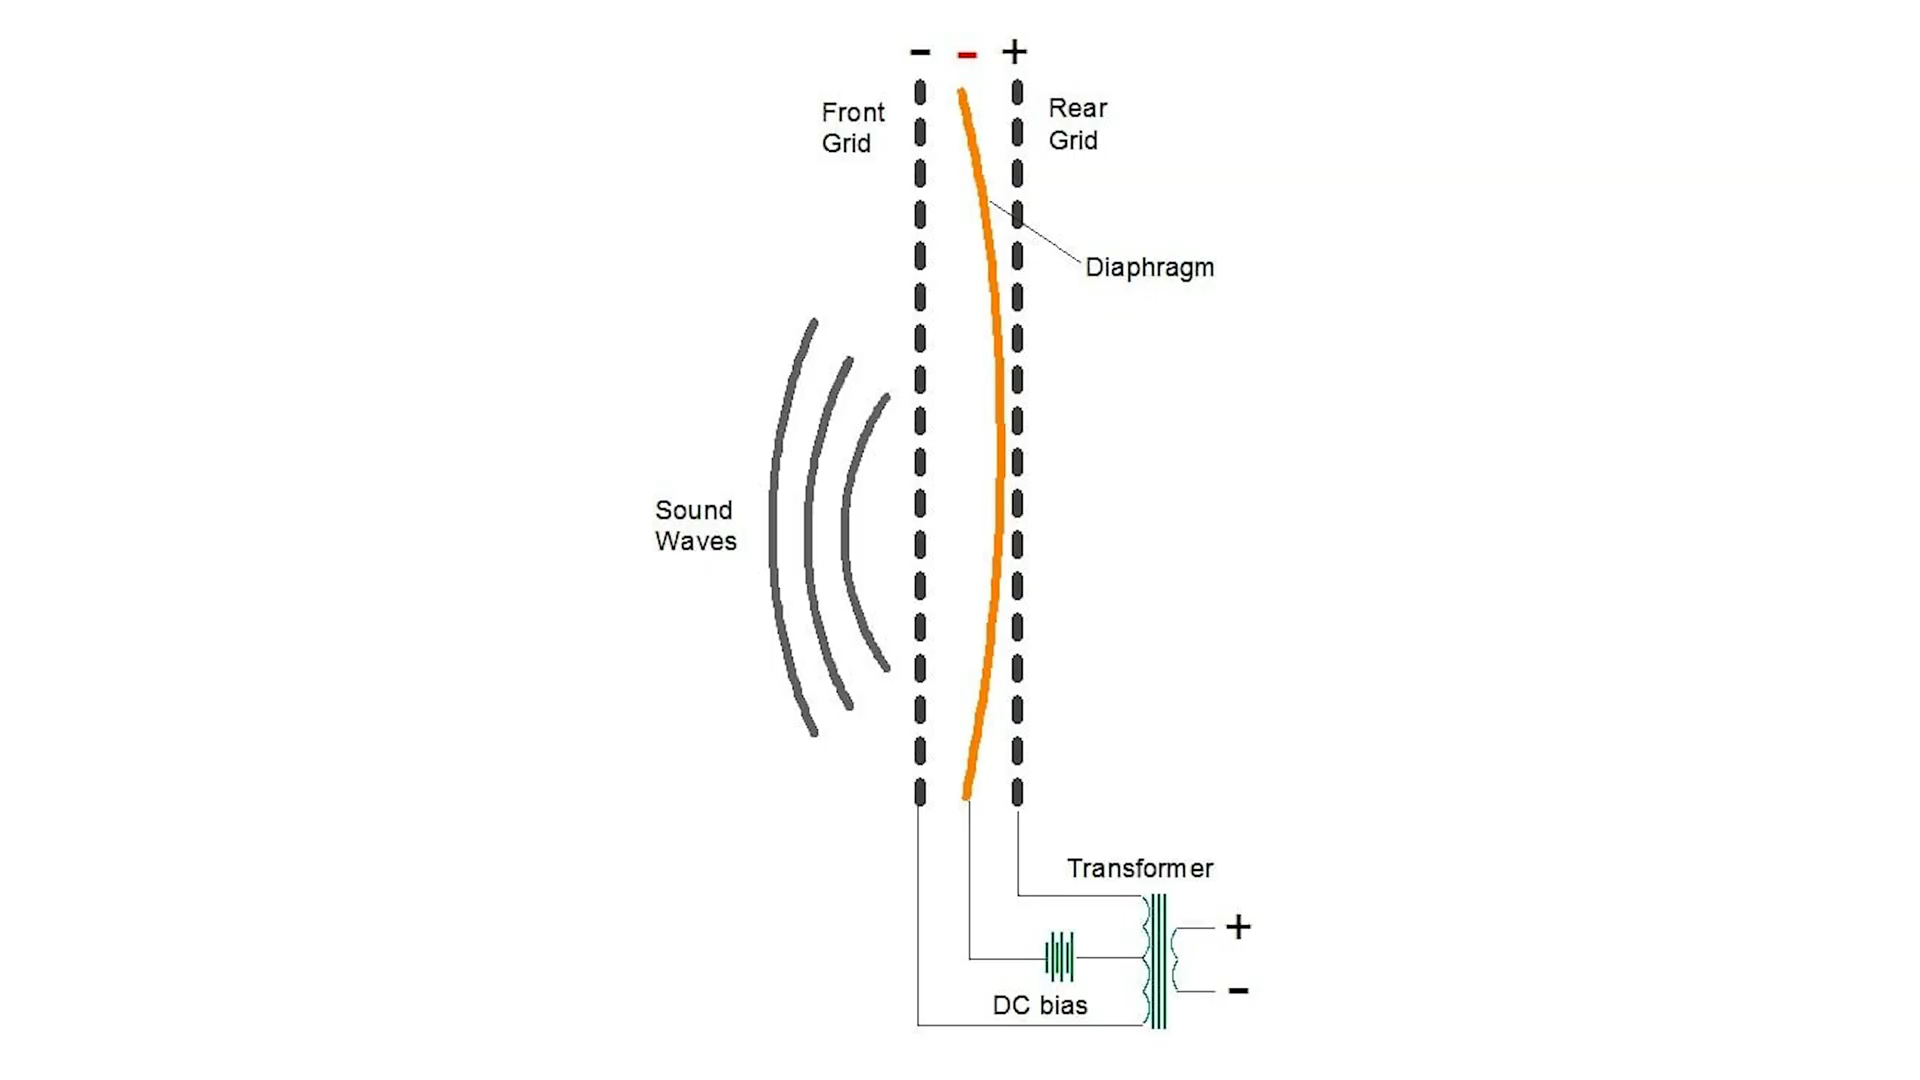 - - +
Front
Grid
Rear
Grid
Diaphragm
Sound
Waves
Transformer
+
DC bias
-